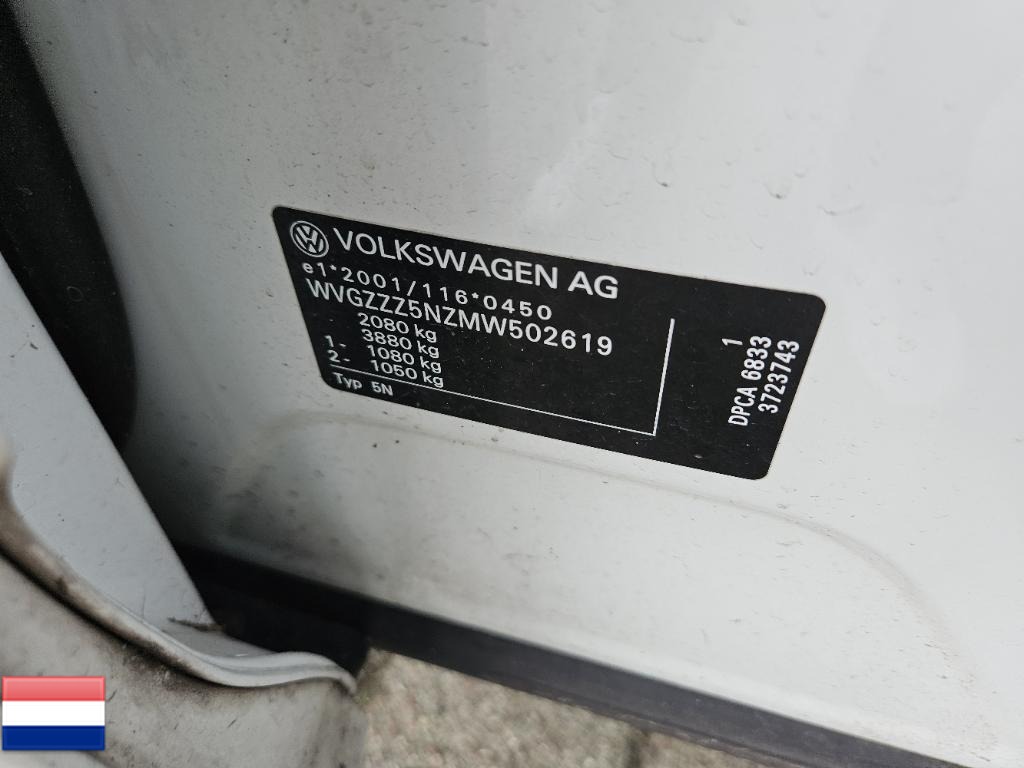 VOLKSWAGEN AG
e1*2001/116*0450
WVGZZZ5NZMW502619
2080 kg
3880 kg
1- 1080 kg
2- 1050 kg
Typ 5N
1
DPCA 6833
3723743